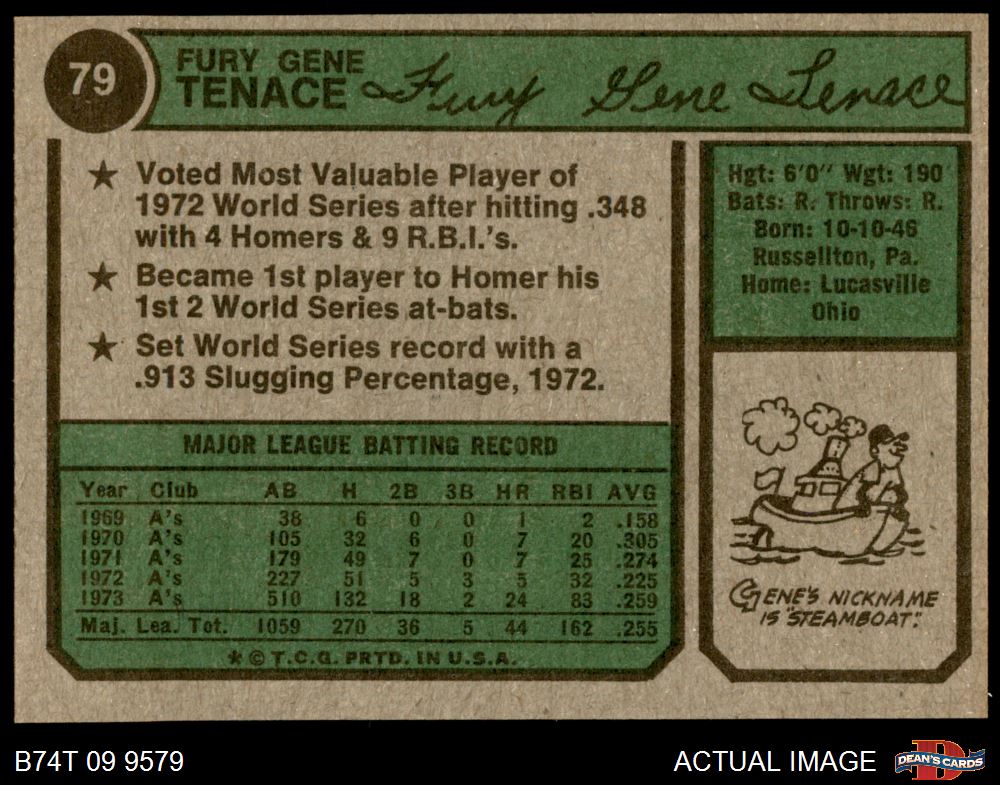 79
FURY GENE
TENACE
Fury Gene Tenace
★ Voted Most Valuable Player of
1972 World Series after hitting .348
with 4 Homers & 9 R.B.I.'s.
★ Became 1st player to Homer his
1st 2 World Series at-bats.
★ Set World Series record with a
.913 Slugging Percentage, 1972.
Hgt: 6'0" Wgt: 190
Bats: R. Throws: R.
Born: 10-10-46
Russellton, Pa.
Home: Lucasville
Ohio
MAJOR LEAGUE BATTING RECORD
Year Club AB H 2B 3B HR RBI AVG
1969 A's 38 6 0 0 1 2 .158
1970 A's 105 32 6 0 7 20 .305
1971 A's 179 49 7 0 7 25 .274
1972 A's 227 51 5 3 5 32 .225
1973 A's 510 132 18 2 24 83 .259
Maj. Lea. Tot. 1059 270 36 5 44 162 .255
* © T.C.G. PRTD. IN U.S.A.
GENE'S NICKNAME
IS "STEAMBOAT".
B74T 09 9579
ACTUAL IMAGE
DEAN'S CARDS